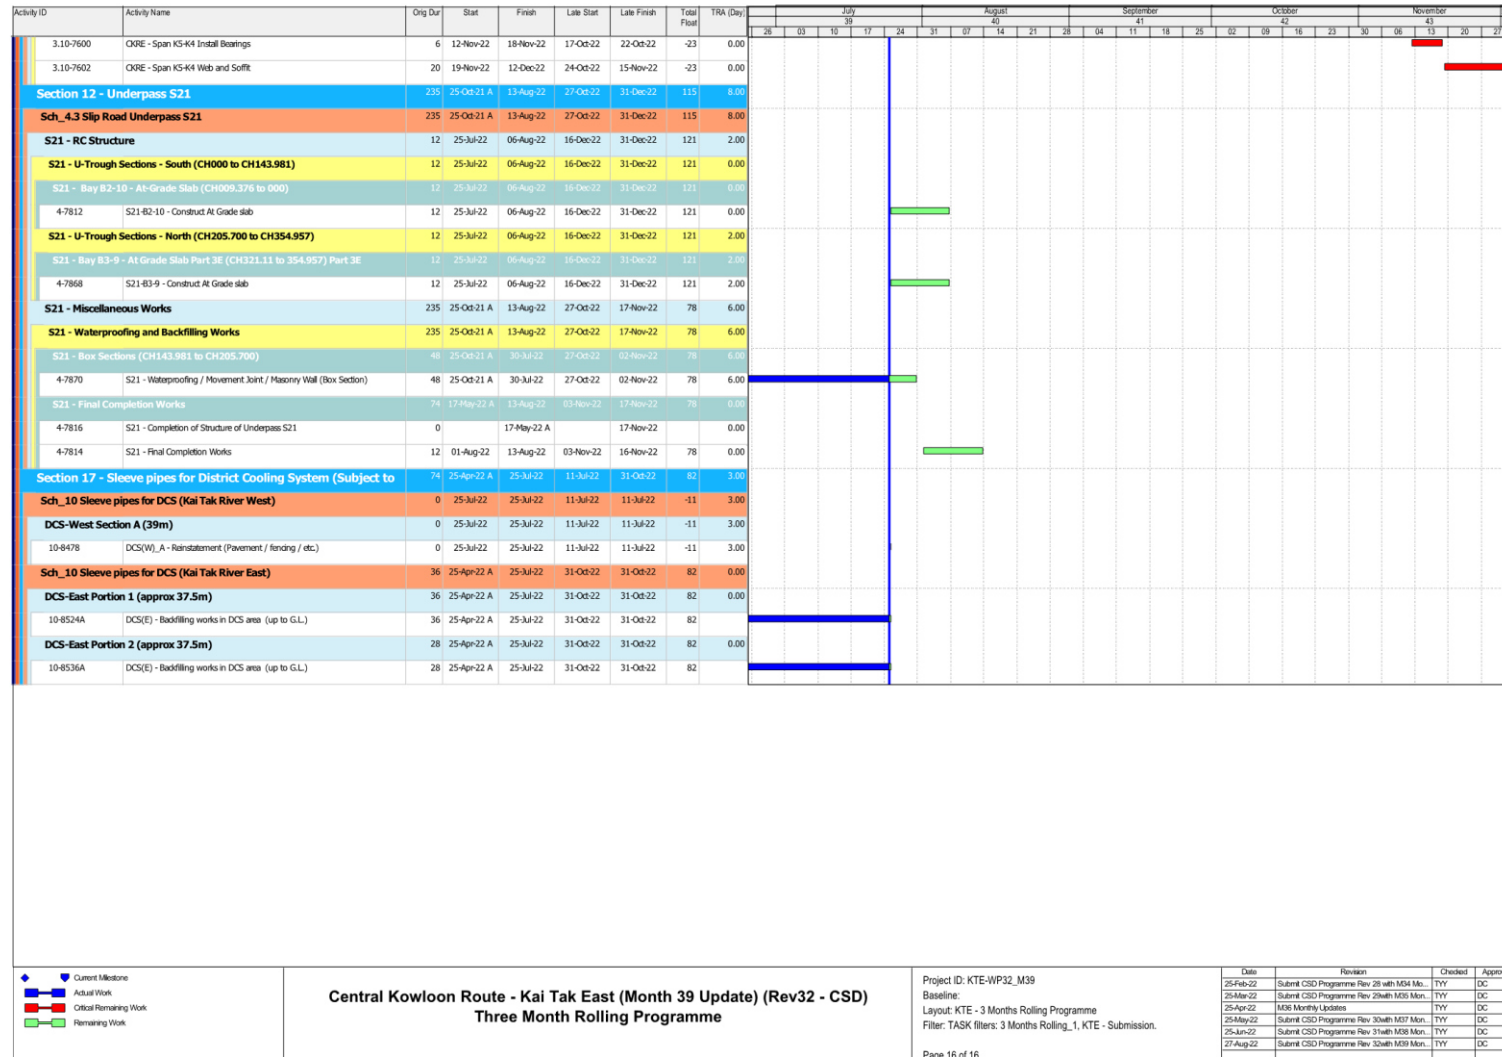 Activity ID Activity Name Orig Dur Start Finish Late Start Late Finish Total Float TRA (Day) July August September October November
39 40 41 42 43
26 03 10 17 24 31 07 14 21 28 04 11 18 25 02 09 16 23 30 06 13 20 27
3.10-7600 CKRE - Span K5-K4 Install Bearings 6 12-Nov-22 18-Nov-22 17-Oct-22 22-Oct-22 -23 0.00
3.10-7602 CKRE - Span K5-K4 Web and Soffit 20 19-Nov-22 12-Dec-22 24-Oct-22 15-Nov-22 -23 0.00
Section 12 - Underpass S21 235 25-Oct-21 A 13-Aug-22 27-Oct-22 31-Dec-22 115 8.00
Sch_4.3 Slip Road Underpass S21 235 25-Oct-21 A 13-Aug-22 27-Oct-22 31-Dec-22 115 8.00
S21 - RC Structure 12 25-Jul-22 06-Aug-22 16-Dec-22 31-Dec-22 121 2.00
S21 - U-Trough Sections - South (CH000 to CH143.981) 12 25-Jul-22 06-Aug-22 16-Dec-22 31-Dec-22 121 0.00
S21 - Bay B2-10 - At-Grade Slab (CH009.376 to 000) 12 25-Jul-22 06-Aug-22 16-Dec-22 31-Dec-22 121 0.00
4-7812 S21-B2-10 - Construct At Grade slab 12 25-Jul-22 06-Aug-22 16-Dec-22 31-Dec-22 121 0.00
S21 - U-Trough Sections - North (CH205.700 to CH354.957) 12 25-Jul-22 06-Aug-22 16-Dec-22 31-Dec-22 121 2.00
S21 - Bay B3-9 - At Grade Slab Part 3E (CH321.11 to 354.957) Part 3E 12 25-Jul-22 06-Aug-22 16-Dec-22 31-Dec-22 121 2.00
4-7868 S21-B3-9 - Construct At Grade slab 12 25-Jul-22 06-Aug-22 16-Dec-22 31-Dec-22 121 2.00
S21 - Miscellaneous Works 235 25-Oct-21 A 13-Aug-22 27-Oct-22 17-Nov-22 78 6.00
S21 - Waterproofing and Backfilling Works 235 25-Oct-21 A 13-Aug-22 27-Oct-22 17-Nov-22 78 6.00
S21 - Box Sections (CH143.981 to CH205.700) 48 25-Oct-21 A 30-Jul-22 27-Oct-22 02-Nov-22 78 6.00
4-7870 S21 - Waterproofing / Movement Joint / Masonry Wall (Box Section) 48 25-Oct-21 A 30-Jul-22 27-Oct-22 02-Nov-22 78 6.00
S21 - Final Completion Works 74 17-May-22 A 13-Aug-22 03-Nov-22 17-Nov-22 78 0.00
4-7816 S21 - Completion of Structure of Underpass S21 0 17-May-22 A 17-Nov-22 0.00
4-7814 S21 - Final Completion Works 12 01-Aug-22 13-Aug-22 03-Nov-22 16-Nov-22 78 0.00
Section 17 - Sleeve pipes for District Cooling System (Subject to 74 25-Apr-22 A 25-Jul-22 11-Jul-22 31-Oct-22 82 3.00
Sch_10 Sleeve pipes for DCS (Kai Tak River West) 0 25-Jul-22 25-Jul-22 11-Jul-22 11-Jul-22 -11 3.00
DCS-West Section A (39m) 0 25-Jul-22 25-Jul-22 11-Jul-22 11-Jul-22 -11 3.00
10-8478 DCS(W)_A - Reinstatement (Pavement / fencing / etc.) 0 25-Jul-22 25-Jul-22 11-Jul-22 11-Jul-22 -11 3.00
Sch_10 Sleeve pipes for DCS (Kai Tak River East) 36 25-Apr-22 A 25-Jul-22 31-Oct-22 31-Oct-22 82 0.00
DCS-East Portion 1 (approx 37.5m) 36 25-Apr-22 A 25-Jul-22 31-Oct-22 31-Oct-22 82 0.00
10-8524A DCS(E) - Backfilling works in DCS area (up to G.L.) 36 25-Apr-22 A 25-Jul-22 31-Oct-22 31-Oct-22 82
DCS-East Portion 2 (approx 37.5m) 28 25-Apr-22 A 25-Jul-22 31-Oct-22 31-Oct-22 82 0.00
10-8536A DCS(E) - Backfilling works in DCS area (up to G.L.) 28 25-Apr-22 A 25-Jul-22 31-Oct-22 31-Oct-22 82
Current Milestone
Actual Work
Critical Remaining Work
Remaining Work
Central Kowloon Route - Kai Tak East (Month 39 Update) (Rev32 - CSD)
Three Month Rolling Programme
Project ID: KTE-WP32_M39
Baseline:
Layout: KTE - 3 Months Rolling Programme
Filter: TASK filters: 3 Months Rolling_1, KTE - Submission.
Page 16 of 16
Date Revision Checked Appro
25-Feb-22 Submit CSD Programme Rev 28 with M34 Mo... TYY DC
25-Mar-22 Submit CSD Programme Rev 29with M35 Mon... TYY DC
25-Apr-22 M36 Monthly Updates TYY DC
25-May-22 Submit CSD Programme Rev 30with M37 Mon... TYY DC
25-Jun-22 Submit CSD Programme Rev 31with M38 Mon... TYY DC
27-Aug-22 Submit CSD Programme Rev 32with M39 Mon... TYY DC